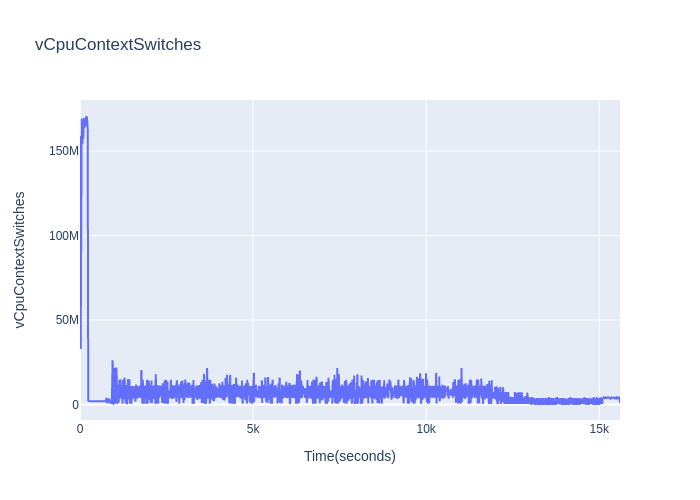 vCpuContextSwitches
150M
100M
50M
0
vCpuContextSwitches
0 5k 10k 15k
Time(seconds)